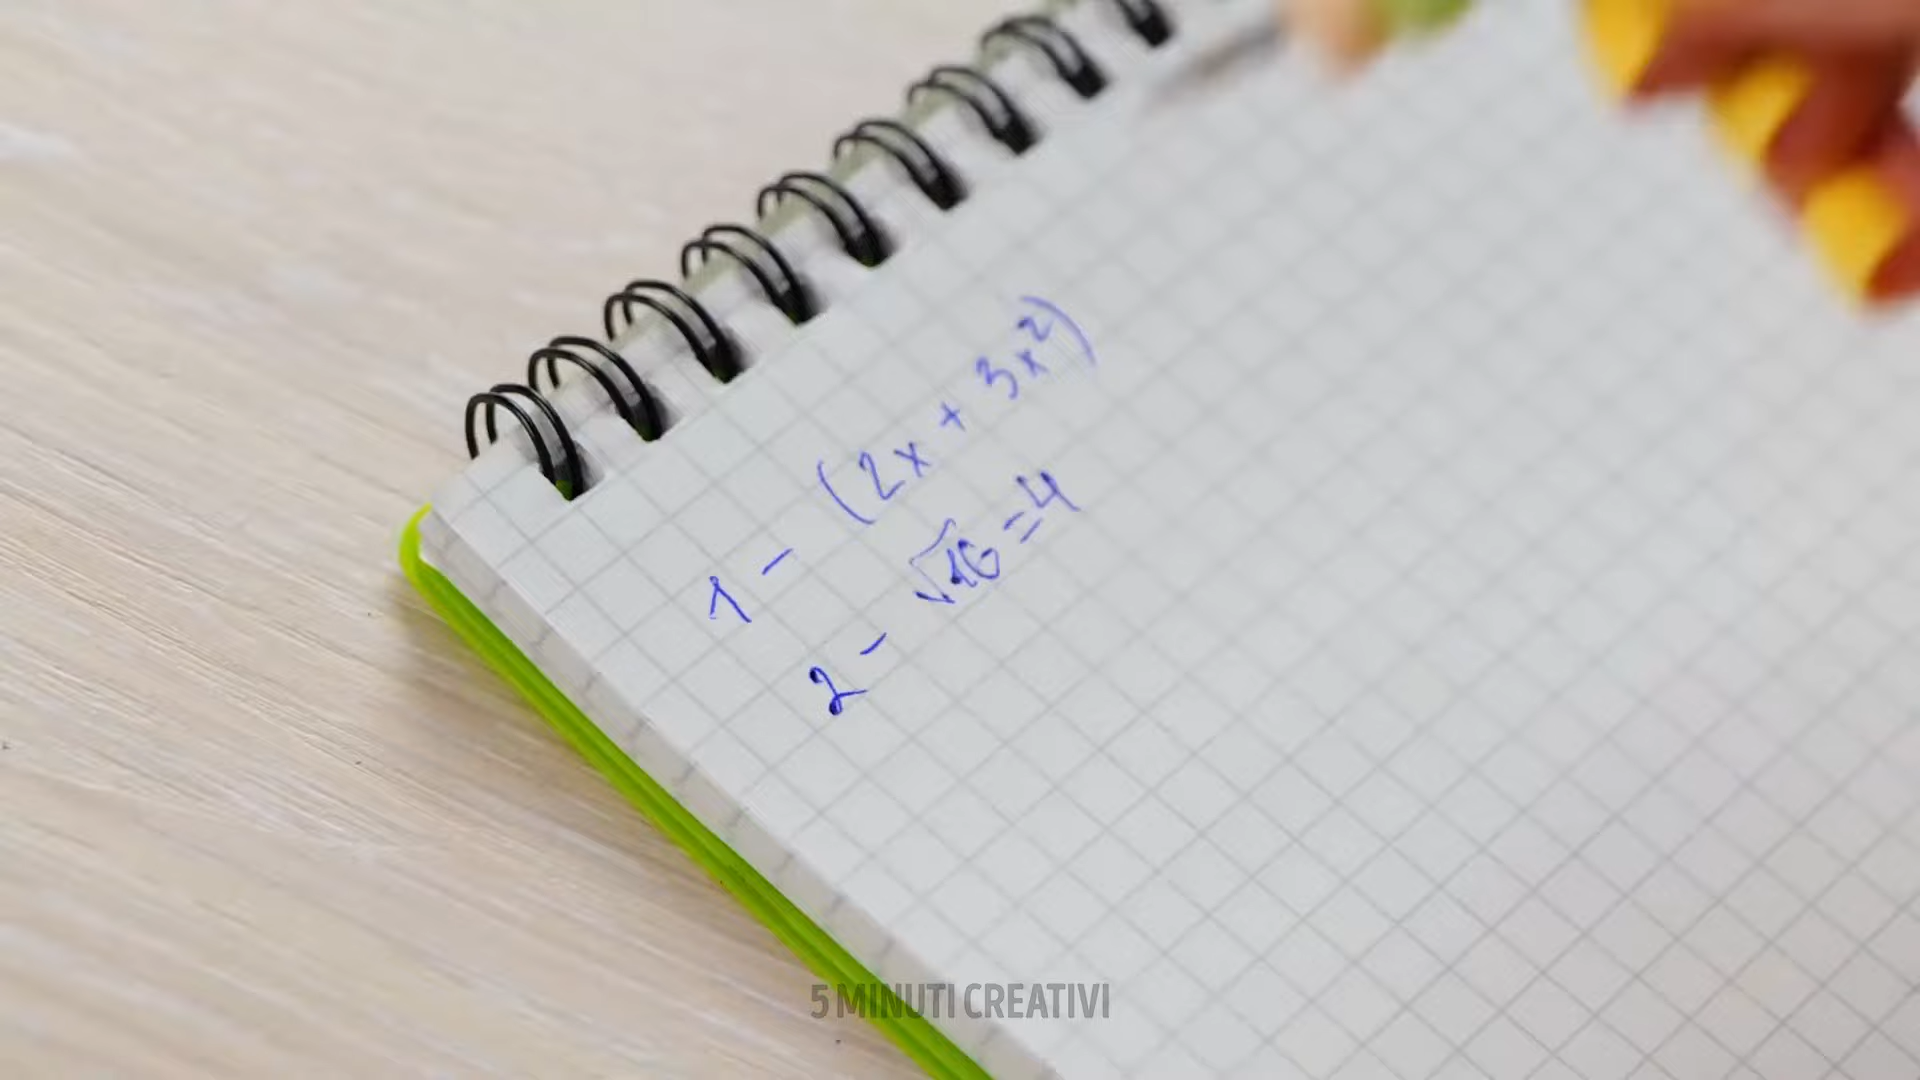 1 - (2x + 3x²)
2 - √16 = 4
5 MINUTI CREATIVI